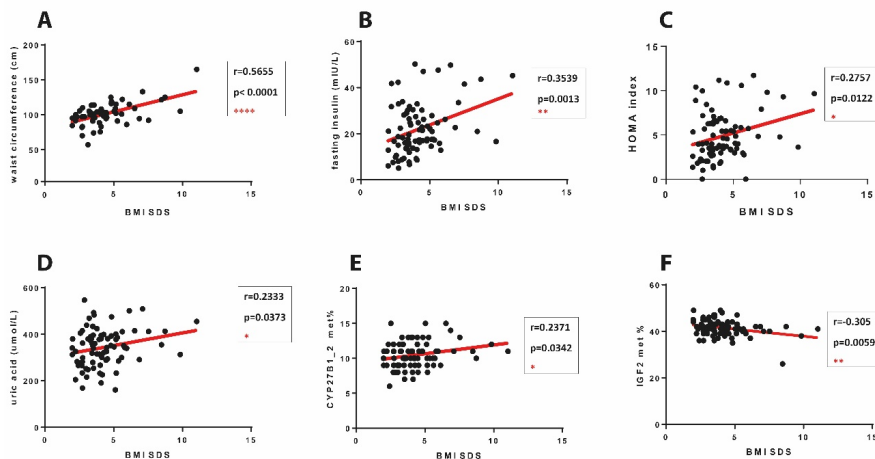 A
waist circumference (cm)
200
150
100
50
0
0
5
10
15
BMI SDS
r=0.5655
p< 0.0001
****
B
fasting insulin (mIU/L)
60
40
20
0
0
5
10
15
BMI SDS
r=0.3539
p=0.0013
**
C
HOMA index
15
10
5
0
0
5
10
15
BMI SDS
r=0.2757
p=0.0122
*
D
uric acid (umol/L)
600
450
300
150
0
0
5
10
15
BMI SDS
r=0.2333
p=0.0373
*
E
CYP27B1_2 met%
20
15
10
5
0
0
5
10
15
BMI SDS
r=0.2371
p=0.0342
*
F
IGF2 met%
60
40
20
0
0
5
10
15
BMI SDS
r=-0.305
p=0.0059
**